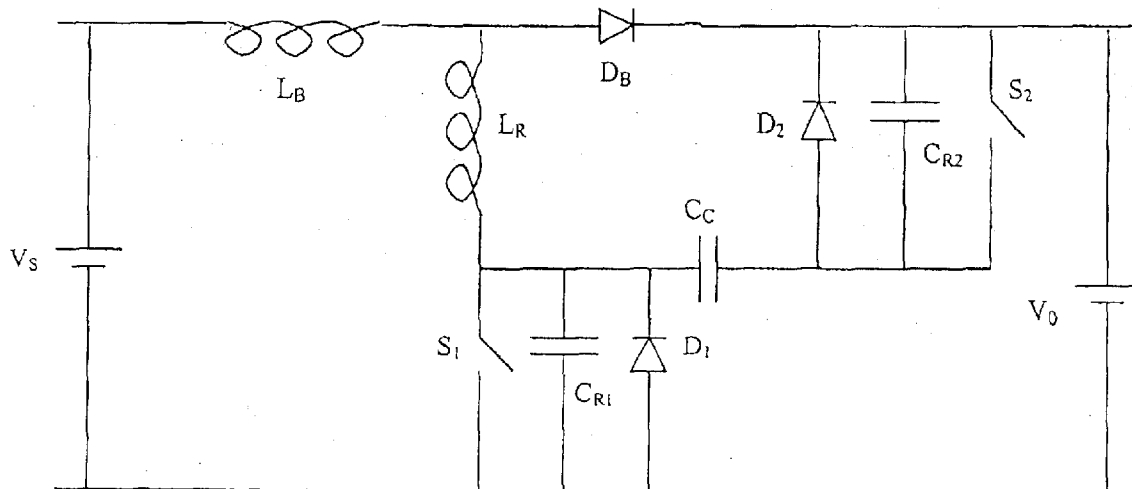 L_B
D_B
L_R
D_2
C_R2
S_2
C_C
V_S
V_0
S_1
C_R1
D_1